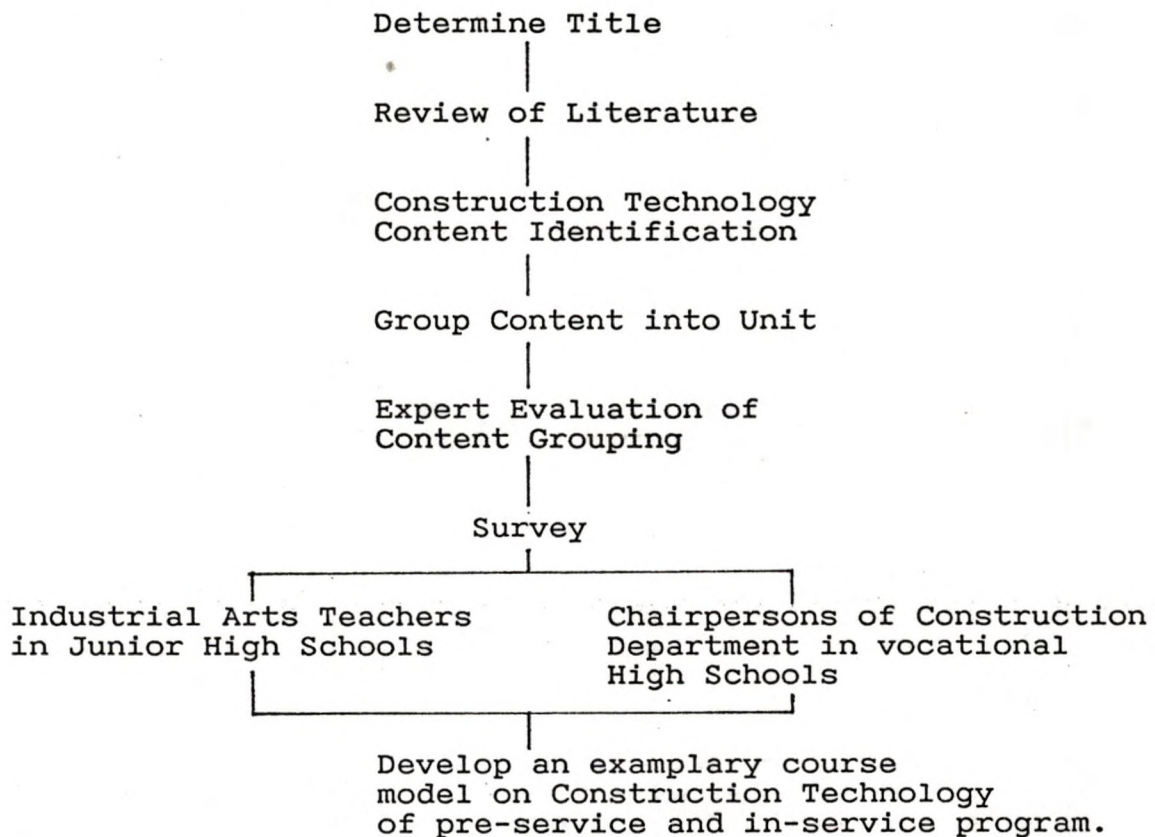 Determine Title
Review of Literature
Construction Technology
Content Identification
Group Content into Unit
Expert Evaluation of
Content Grouping
Survey
Industrial Arts Teachers
in Junior High Schools
Chairpersons of Construction
Department in vocational
High Schools
Develop an examplary course
model on Construction Technology
of pre-service and in-service program.